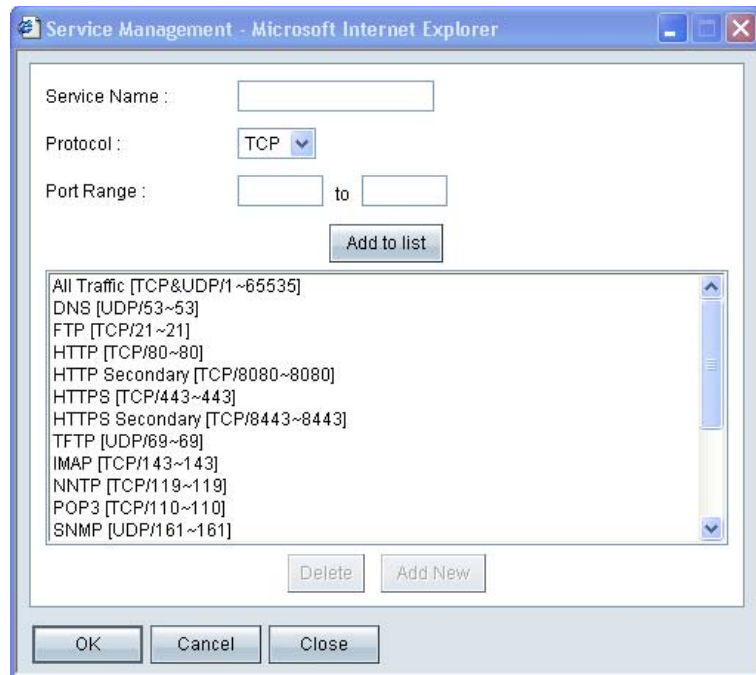 Service Management - Microsoft Internet Explorer
Service Name :
Protocol : TCP
Port Range : to
Add to list
All Traffic [TCP&UDP/1~65535]
DNS [UDP/53~53]
FTP [TCP/21~21]
HTTP [TCP/80~80]
HTTP Secondary [TCP/8080~8080]
HTTPS [TCP/443~443]
HTTPS Secondary [TCP/8443~8443]
TFTP [UDP/69~69]
IMAP [TCP/143~143]
NNTP [TCP/119~119]
POP3 [TCP/110~110]
SNMP [UDP/161~161]
Delete Add New
OK Cancel Close